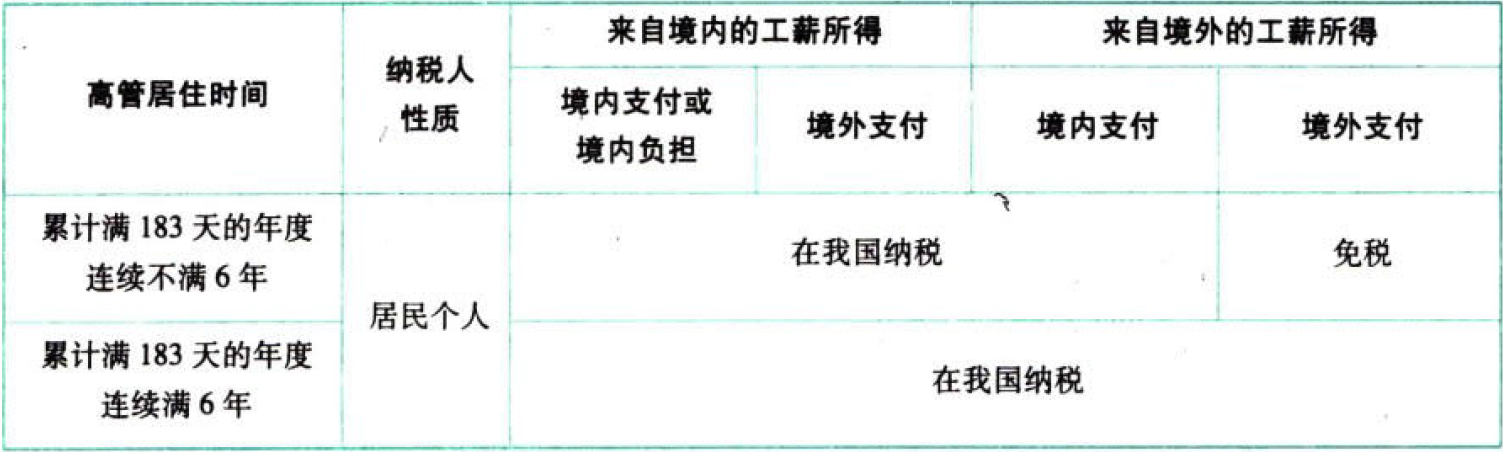 高管居住时间
纳税人
性质
来自境内的工薪所得
来自境外的工薪所得
境内支付或
境内负担
境外支付
境内支付
境外支付
累计满 183 天的年度
连续不满 6 年
居民个人
在我国纳税
免税
累计满 183 天的年度
连续满 6 年
在我国纳税